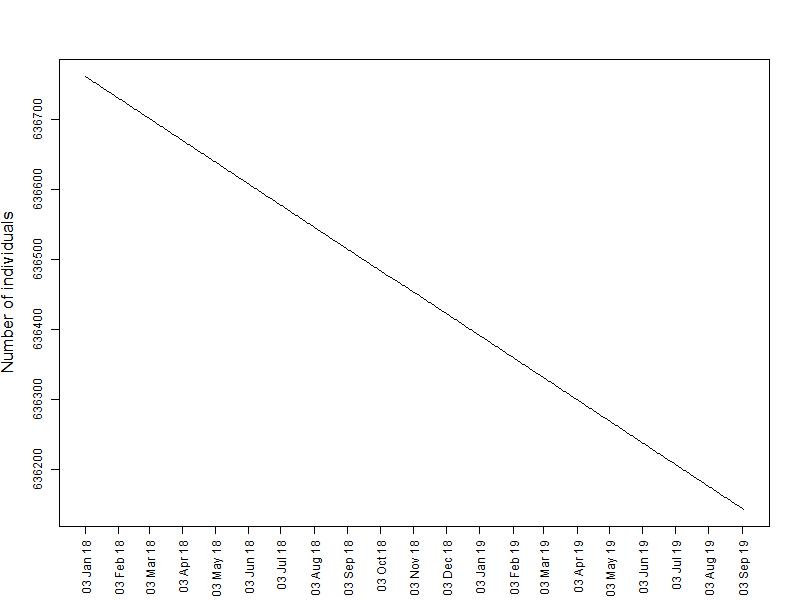 Number of individuals
636700
636600
636500
636400
636300
636200
03 Jan 18
03 Feb 18
03 Mar 18
03 Apr 18
03 May 18
03 Jun 18
03 Jul 18
03 Aug 18
03 Sep 18
03 Oct 18
03 Nov 18
03 Dec 18
03 Jan 19
03 Feb 19
03 Mar 19
03 Apr 19
03 May 19
03 Jun 19
03 Jul 19
03 Aug 19
03 Sep 19